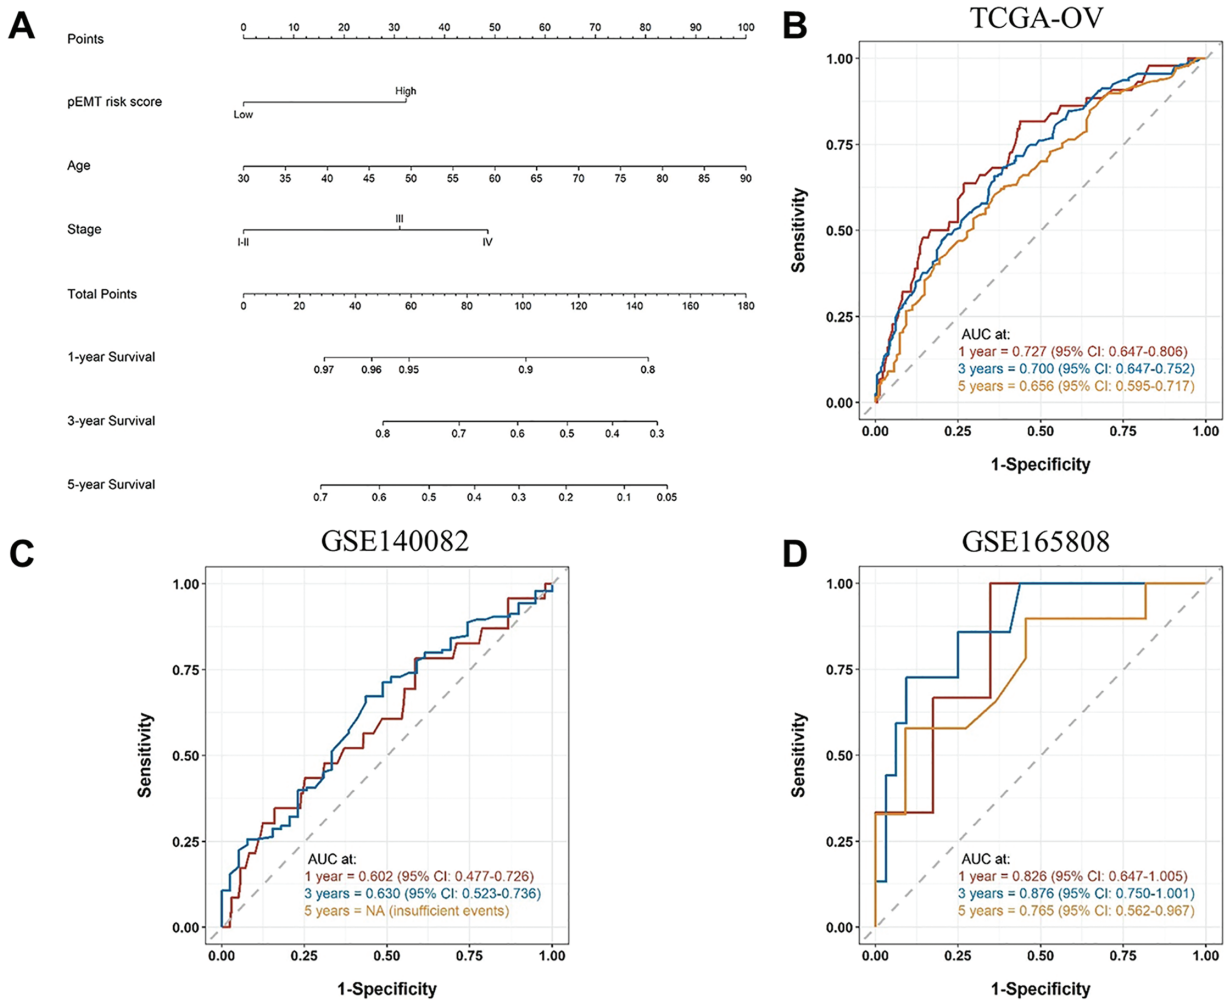 A
Points
0 10 20 30 40 50 60 70 80 90 100
pEMT risk score
High
Low
Age
30 35 40 45 50 55 60 65 70 75 80 85 90
Stage
III
I-II IV
Total Points
0 20 40 60 80 100 120 140 160 180
1-year Survival
0.97 0.96 0.95 0.9 0.8
3-year Survival
0.8 0.7 0.6 0.5 0.4 0.3
5-year Survival
0.7 0.6 0.5 0.4 0.3 0.2 0.1 0.05
B
TCGA-OV
1.00
0.75
0.50
0.25
0.00
Sensitivity
AUC at:
1 year = 0.727 (95% CI: 0.647-0.806)
3 years = 0.700 (95% CI: 0.647-0.752)
5 years = 0.656 (95% CI: 0.595-0.717)
0.00 0.25 0.50 0.75 1.00
1-Specificity
C
GSE140082
1.00
0.75
0.50
0.25
0.00
Sensitivity
AUC at:
1 year = 0.602 (95% CI: 0.477-0.726)
3 years = 0.630 (95% CI: 0.523-0.736)
5 years = NA (insufficient events)
0.00 0.25 0.50 0.75 1.00
1-Specificity
D
GSE165808
1.00
0.75
0.50
0.25
0.00
Sensitivity
AUC at:
1 year = 0.826 (95% CI: 0.647-1.005)
3 years = 0.876 (95% CI: 0.750-1.001)
5 years = 0.765 (95% CI: 0.562-0.967)
0.00 0.25 0.50 0.75 1.00
1-Specificity